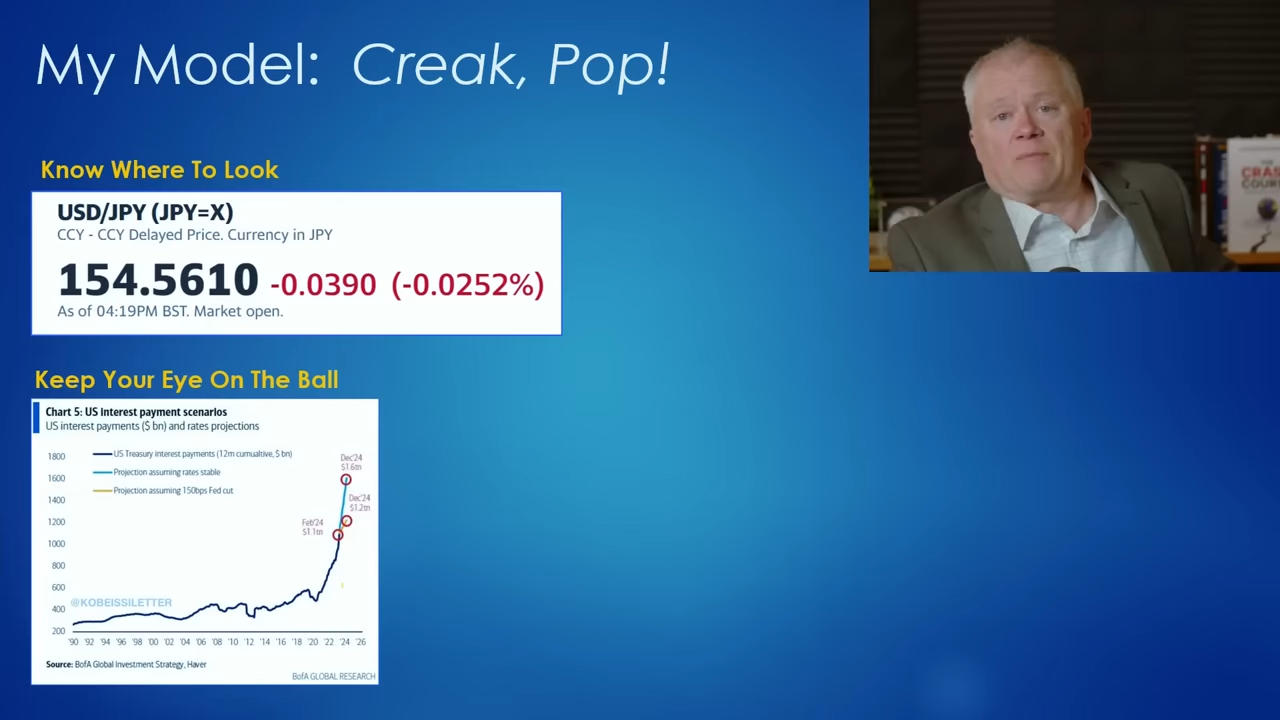 My Model: Creak, Pop!
Know Where To Look
USD/JPY (JPY=X)
CCY - CCY Delayed Price. Currency in JPY
154.5610 -0.0390 (-0.0252%)
As of 04:19PM BST. Market open.
Keep Your Eye On The Ball
Chart 5: US interest payment scenarios
US interest payments ($ bn) and rates projections
US Treasury interest payments (12m cumualtive, $ bn)
Projection assuming rates stable
Projection assuming 150bps Fed cut
1800
1600
1400
1200
1000
800
600
400
200
Dec'24
$1.6tn
Dec'24
$1.2tn
Feb'24
$1.1tn
@KOBEISSILETTER
'90 '92 '94 '96 '98 '00 '02 '04 '06 '08 '10 '12 '14 '16 '18 '20 '22 '24 '26
Source: BofA Global Investment Strategy, Haver
BofA GLOBAL RESEARCH
THE
CRASH
COURSE